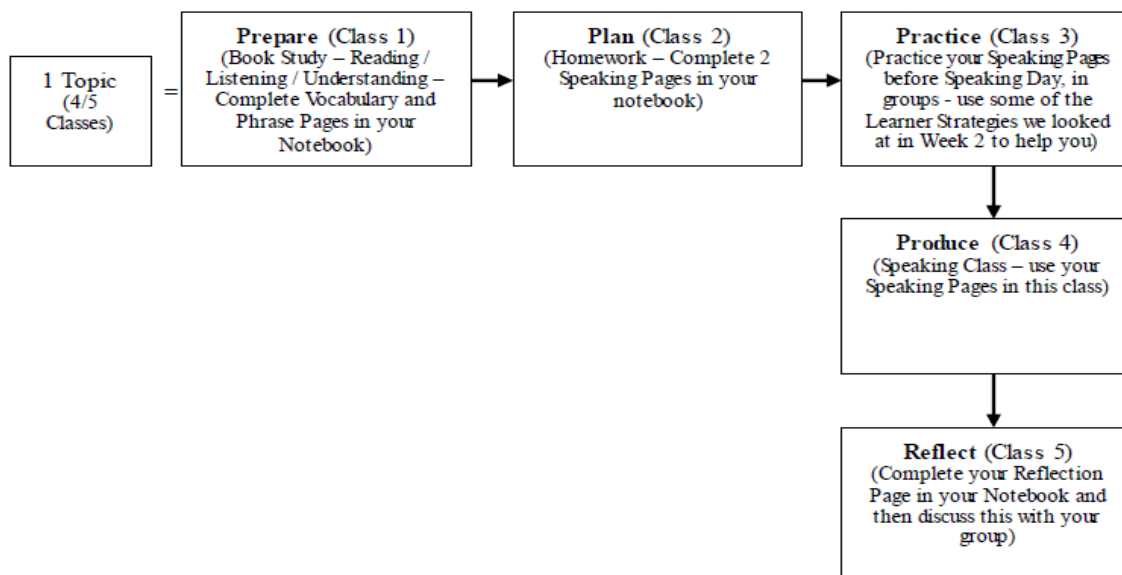 1 Topic
(4/5
Classes)
=
Prepare (Class 1)
(Book Study – Reading /
Listening / Understanding –
Complete Vocabulary and
Phrase Pages in your
Notebook)
Plan (Class 2)
(Homework – Complete 2
Speaking Pages in your
notebook)
Practice (Class 3)
(Practice your Speaking Pages
before Speaking Day, in
groups - use some of the
Learner Strategies we looked
at in Week 2 to help you)
Produce (Class 4)
(Speaking Class – use your
Speaking Pages in this class)
Reflect (Class 5)
(Complete your Reflection
Page in your Notebook and
then discuss this with your
group)